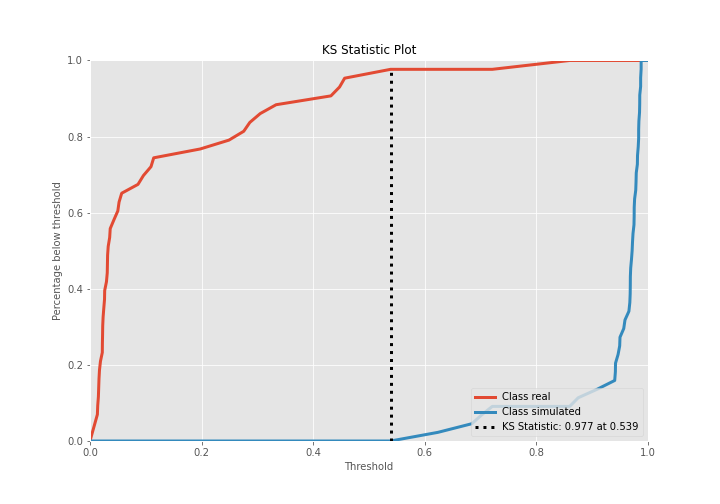 KS Statistic Plot
1.0
0.8
0.6
0.4
0.2
0.0
Percentage below threshold
Class real
Class simulated
KS Statistic: 0.977 at 0.539
0.0 0.2 0.4 0.6 0.8 1.0
Threshold